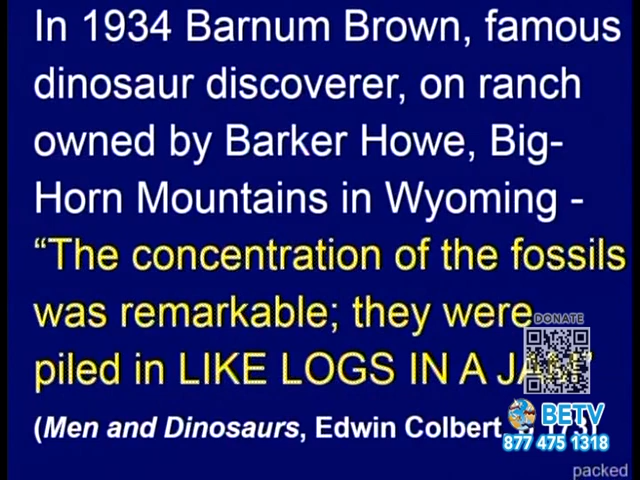 In 1934 Barnum Brown, famous
dinosaur discoverer, on ranch
owned by Barker Howe, Big-
Horn Mountains in Wyoming -
“The concentration of the fossils
was remarkable; they were
piled in LIKE LOGS IN A
(Men and Dinosaurs, Edwin Colbert
DONATE
BETV
877 475 1318
packed